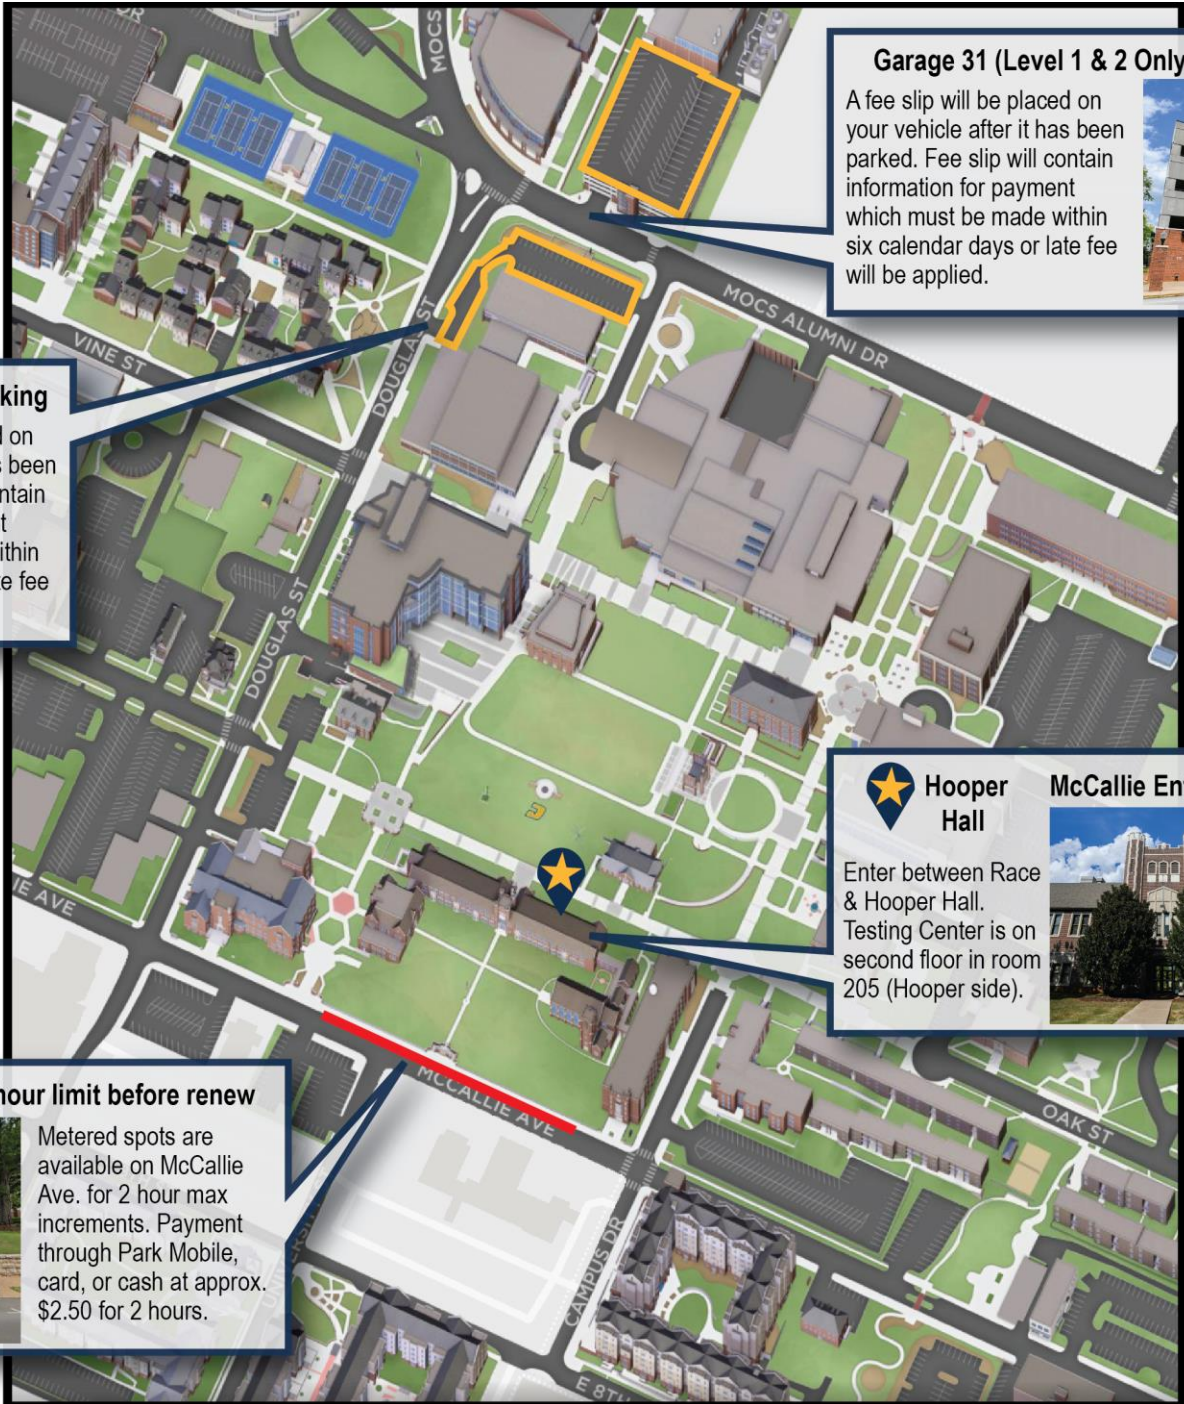 DR
MOCS
Garage 31 (Level 1 & 2 Only
A fee slip will be placed on
your vehicle after it has been
parked. Fee slip will contain
information for payment
which must be made within
six calendar days or late fee
will be applied.
MOCS ALUMNI DR
VINE ST
DOUGLAS ST
king
d on
s been
ntain
t
ithin
te fee
DOUGLAS ST
Hooper
Hall
McCallie En
Enter between Race
& Hooper Hall.
Testing Center is on
second floor in room
205 (Hooper side).
IE AVE
MCCALLIE AVE
OAK ST
hour limit before renew
Metered spots are
available on McCallie
Ave. for 2 hour max
increments. Payment
through Park Mobile,
card, or cash at approx.
$2.50 for 2 hours.
CAMPUS DR
E 8TH